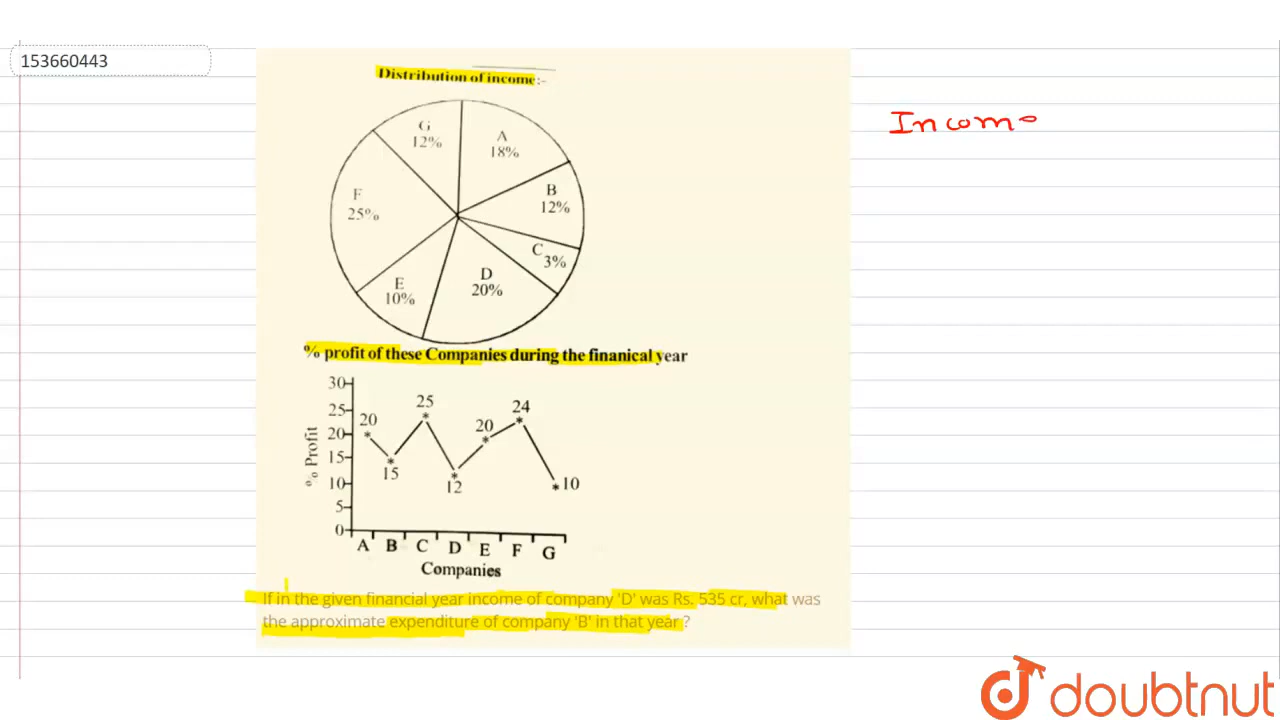 153660443
Distribution of income:-
Income
G
12%
A
18%
F
25%
B
12%
C
3%
E
10%
D
20%
% profit of these Companies during the finanical year
30
25
20
15
10
5
0
% Profit
20
15
25
12
20
24
10
A B C D E F G
Companies
If in the given financial year income of company 'D' was Rs. 535 cr, what was
the approximate expenditure of company 'B' in that year ?
doubtnut